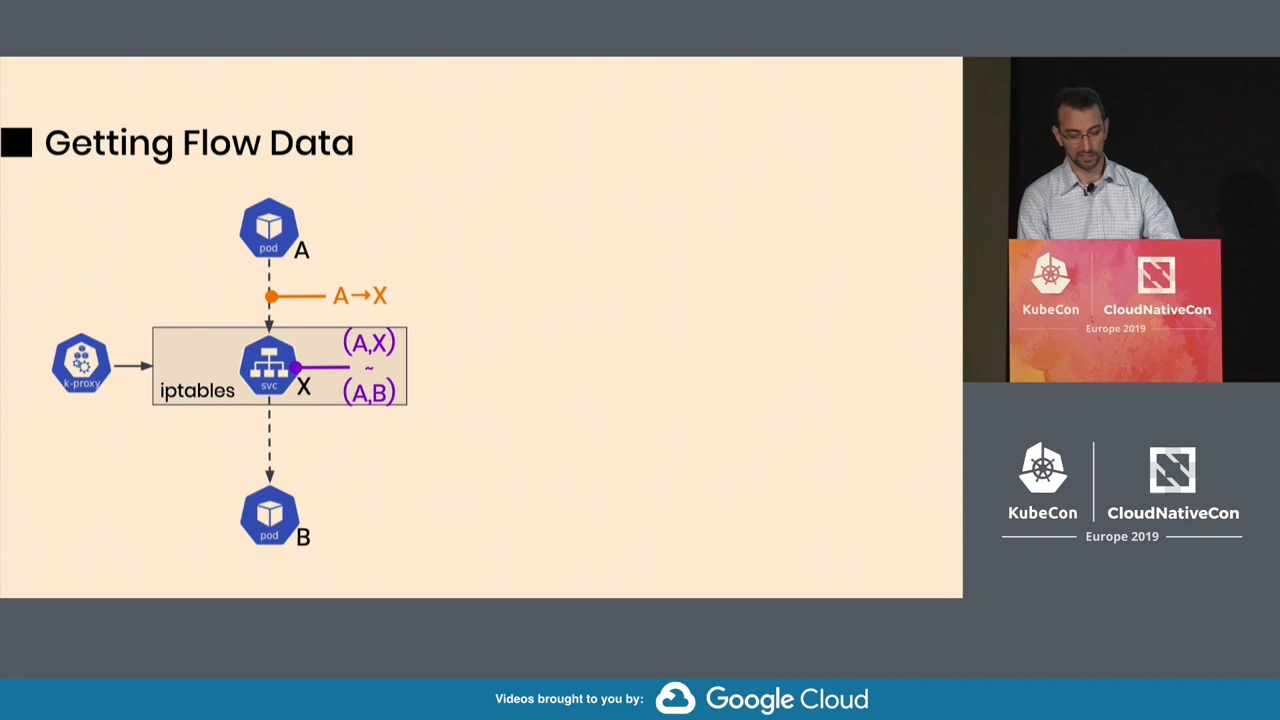 Getting Flow Data
pod
A
A→X
(A,X)
~
(A,B)
k-proxy
iptables
svc
X
pod
B
KubeCon
CloudNativeCon
Europe 2019
KubeCon
CloudNativeCon
Europe 2019
Videos brought to you by:
Google Cloud